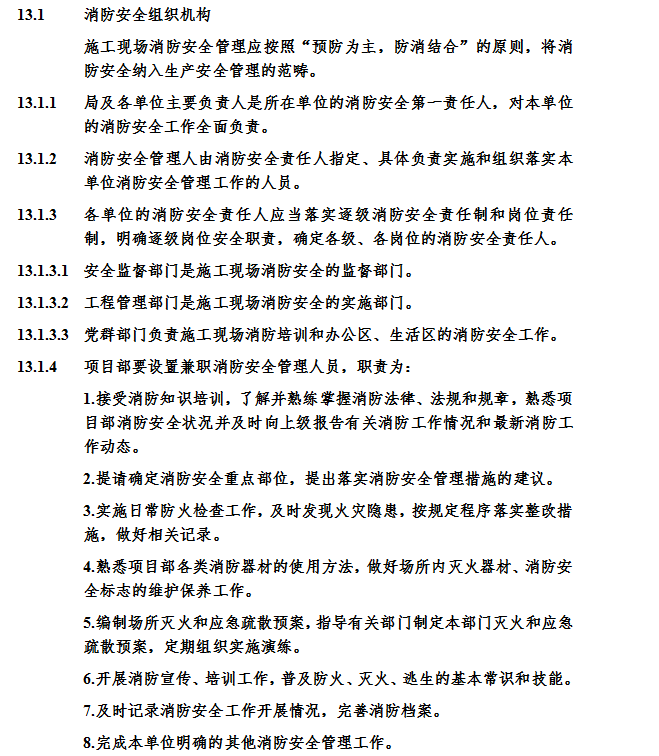 13.1 消防安全组织机构
施工现场消防安全管理应按照“预防为主，防消结合”的原则，将消
防安全纳入生产安全管理的范畴。
13.1.1 局及各单位主要负责人是所在单位的消防安全第一责任人，对本单位
的消防安全工作全面负责。
13.1.2 消防安全管理人由消防安全责任人指定、具体负责实施和组织落实本
单位消防安全管理工作的人员。
13.1.3 各单位的消防安全责任人应当落实逐级消防安全责任制和岗位责任
制，明确逐级岗位安全职责，确定各级、各岗位的消防安全责任人。
13.1.3.1 安全监督部门是施工现场消防安全的监督部门。
13.1.3.2 工程管理部门是施工现场消防安全的实施部门。
13.1.3.3 党群部门负责施工现场消防培训和办公区、生活区的消防安全工作。
13.1.4 项目部要设置兼职消防安全管理人员，职责为：
1.接受消防知识培训，了解并熟练掌握消防法律、法规和规章，熟悉项
目部消防安全状况并及时向上级报告有关消防工作情况和最新消防工
作动态。
2.提请确定消防安全重点部位，提出落实消防安全管理措施的建议。
3.实施日常防火检查工作，及时发现火灾隐患，按规定程序落实整改措
施，做好相关记录。
4.熟悉项目部各类消防器材的使用方法，做好场所内灭火器材、消防安
全标志的维护保养工作。
5.编制场所灭火和应急疏散预案，指导有关部门制定本部门灭火和应急
疏散预案，定期组织实施演练。
6.开展消防宣传、培训工作，普及防火、灭火、逃生的基本常识和技能。
7.及时记录消防安全工作开展情况，完善消防档案。
8.完成本单位明确的其他消防安全管理工作。